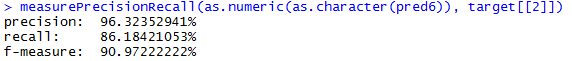 > measurePrecisionRecall(as.numeric(as.character(pred6)), target[[2]])
precision:  96.32352941%
recall:     86.18421053%
f-measure:  90.97222222%